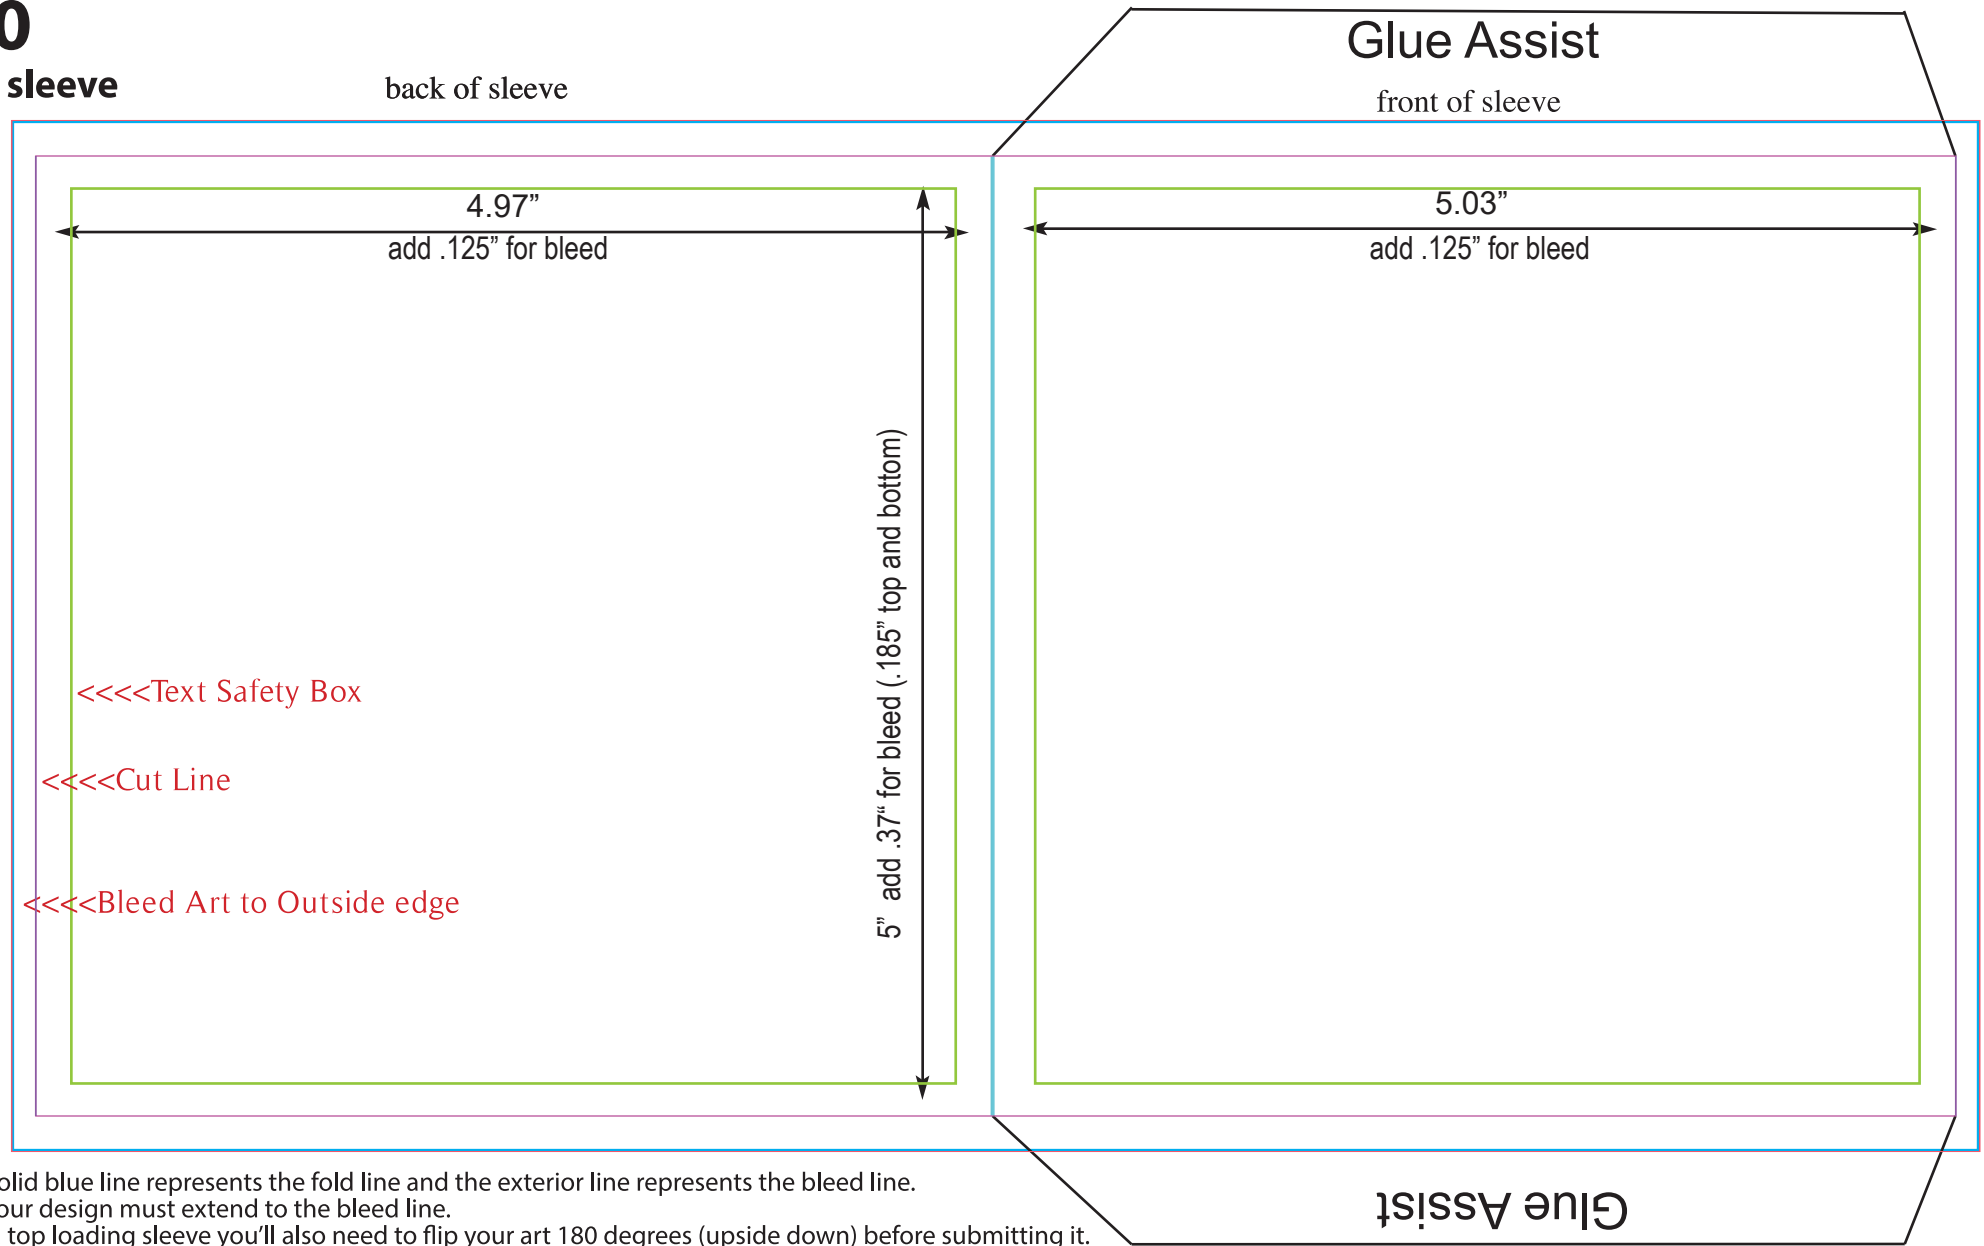 0
sleeve
back of sleeve
Glue Assist
front of sleeve
4.97”
add .125” for bleed
5.03”
add .125” for bleed
5” add .37“ for bleed (.185” top and bottom)
<<<<Text Safety Box
<<<<Cut Line
<<<<Bleed Art to Outside edge
olid blue line represents the fold line and the exterior line represents the bleed line.
our design must extend to the bleed line.
top loading sleeve you’ll also need to flip your art 180 degrees (upside down) before submitting it.
Glue Assist